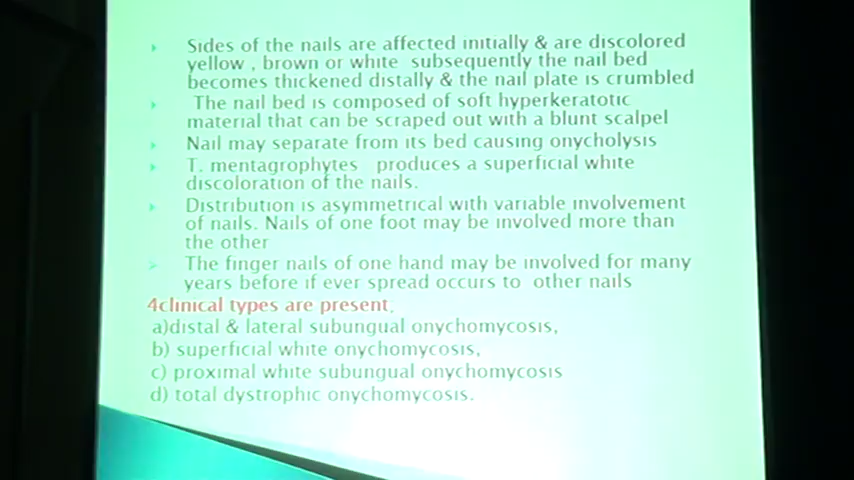 Sides of the nails are affected initially & are discolored
yellow , brown or white subsequently the nail bed
becomes thickened distally & the nail plate is crumbled
The nail bed is composed of soft hyperkeratotic
material that can be scraped out with a blunt scalpel
Nail may separate from its bed causing onycholysis
T. mentagrophytes produces a superficial white
discoloration of the nails.
Distribution is asymmetrical with variable involvement
of nails. Nails of one foot may be involved more than
the other
The finger nails of one hand may be involved for many
years before if ever spread occurs to other nails
4clinical types are present;
a)distal & lateral subungual onychomycosis,
b) superficial white onychomycosis,
c) proximal white subungual onychomycosis
d) total dystrophic onychomycosis.